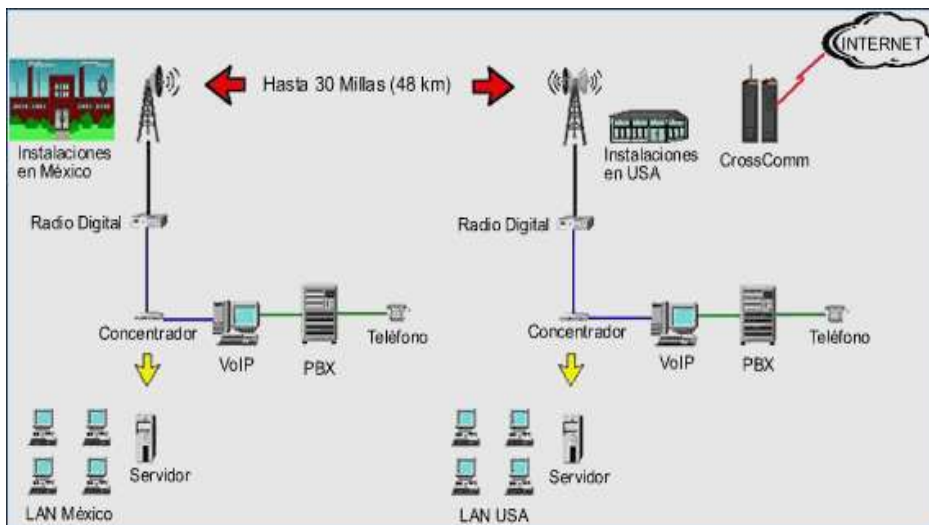 INTERNET
Hasta 30 Millas (48 km)
Instalaciones
en México
Instalaciones
en USA
CrossComm
Radio Digital
Radio Digital
Concentrador
VoIP
PBX
Teléfono
Concentrador
VoIP
PBX
Teléfono
Servidor
LAN México
Servidor
LAN USA